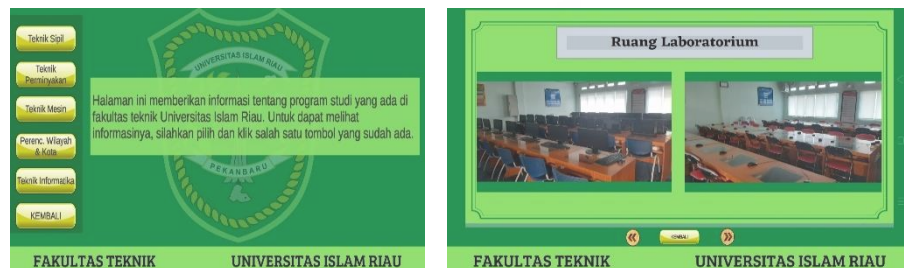 Teknik Sipil
Teknik
Perminyakan
Teknik Mesin
Perenc. Wilayah
& Kota
Teknik Informatika
KEMBALI
UNIVERSITAS ISLAM RIAU
Halaman ini memberikan informasi tentang program studi yang ada di
fakultas teknik Universitas Islam Riau. Untuk dapat melihat
informasinya, silahkan pilih dan klik salah satu tombol yang sudah ada.
PEKANBARU
FAKULTAS TEKNIK UNIVERSITAS ISLAM RIAU
Ruang Laboratorium
KEMBALI
FAKULTAS TEKNIK UNIVERSITAS ISLAM RIAU